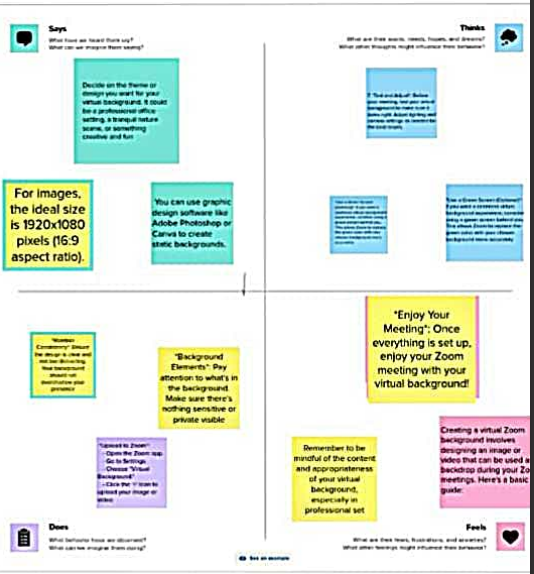 Says
What have we heard them say?
What can we imagine them saying?
Thinks
What are their wants, needs, hopes, and dreams?
What other thoughts might influence their behavior?
Decide on the theme or
design you want for your
virtual background. It could
be a professional office
setting, a tranquil nature
scene, or something
creative and fun
For images,
the ideal size
is 1920x1080
pixels (16:9
aspect ratio).
You can use graphic
design software like
Adobe Photoshop or
Canva to create
static backgrounds.
7. "Test and Adjust": Before
your meeting, test your virtual
background to make sure it
looks right. Adjust lighting and
camera settings as needed for
the best results
"Use a Green Screen (Optional)"
If you want a seamless virtual
background experience, consider
using a green screen behind you
This allows Zoom to replace the
green color with your chosen
background more accurately
Ensure
the design is clear and
not too distracting.
Your background
should not
presence
"Background
Elements": Pay
attention to what's in
the background.
Make sure there's
nothing sensitive or
private visible
"Upload to Zoom":
- Open the Zoom app.
- Go to Settings
- Choose "Virtual
Background"
- Click the "+" icon to
upload your image or
video
"Enjoy Your
Meeting": Once
everything is set up,
enjoy your Zoom
meeting with your
virtual background!
Remember to be
mindful of the content
and appropriateness
of your virtual
background,
especially in
professional set
Creating a virtual Zoom
background involves
designing an image or
video that can be used a
backdrop during your Zo
meetings. Here's a basic
guide:
Does
What behavior have we observed?
What can we imagine them doing?
See an example
Feels
What are their fears, frustrations, and anxieties?
What other feelings might influence their behavior?